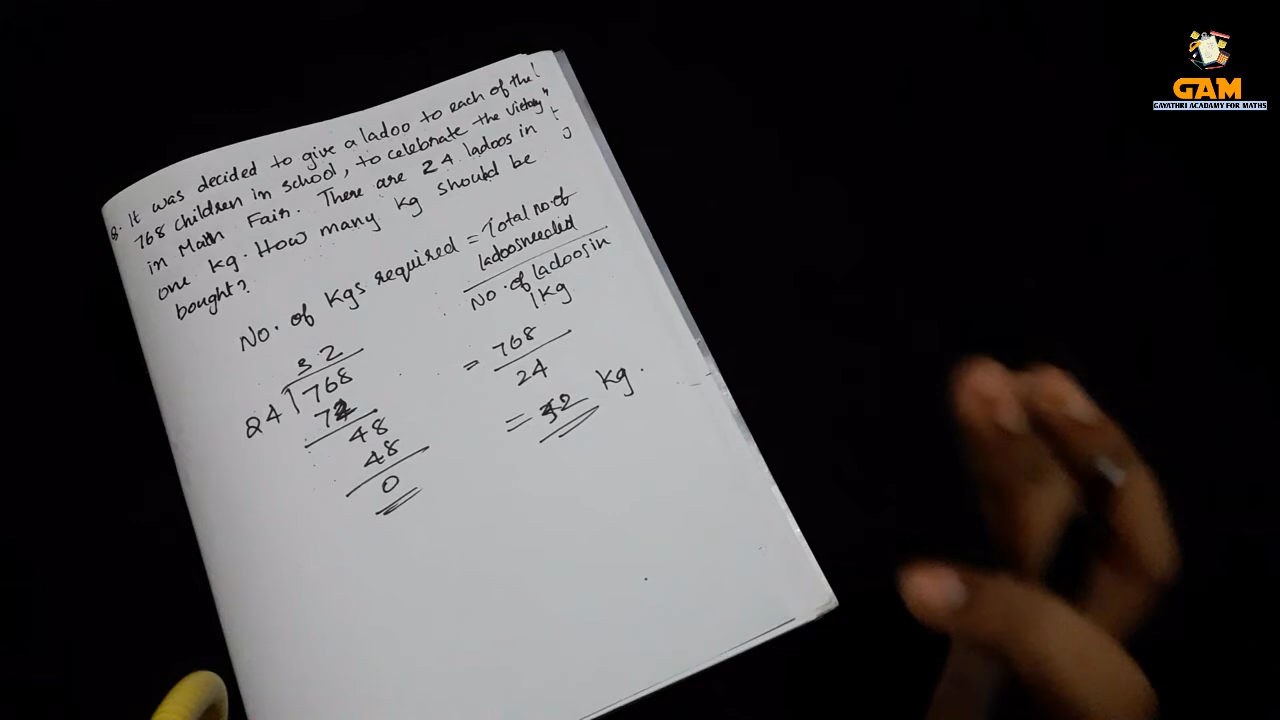 Q. It was decided to give a ladoo to each of the
768 children in school, to celebrate the victory
in Math Fair. There are 24 ladoos in
one kg. How many kg should be
bought?
No. of kgs required = Total no. of
ladoos needed
No. of ladoos in
1 kg
32
24 768
72
48
48
0
= 768
24
= 32 kg.
GAM
GAYATHRI ACADAMY FOR MATHS